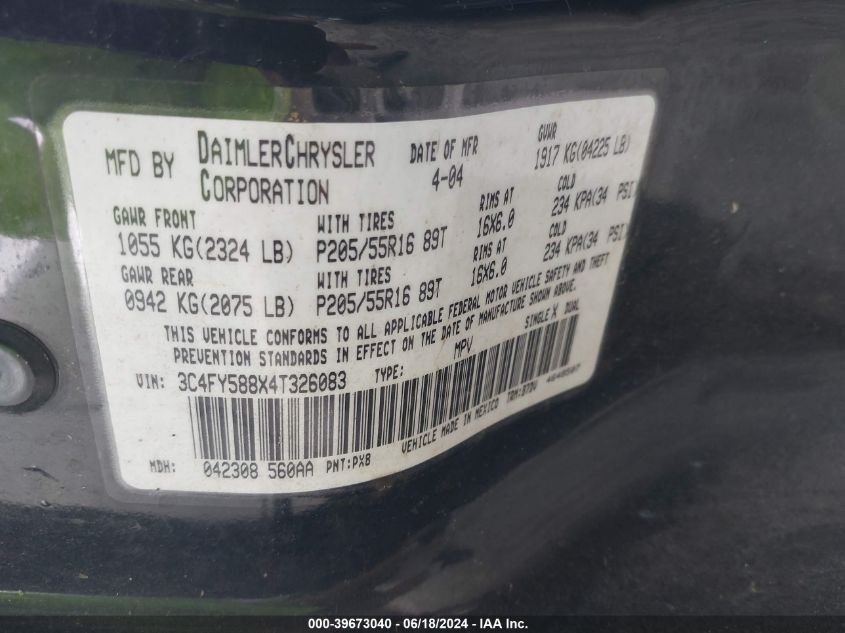 MFD BY DAIMLERCHRYSLER CORPORATION DATE OF MFR 4-04 GVWR 1917 KG(04225 LB)
GAWR FRONT WITH TIRES RIMS AT COLD
1055 KG(2324 LB) P205/55R16 89T 16X6.0 234 KPA(34 PSI
GAWR REAR WITH TIRES RIMS AT COLD
0942 KG(2075 LB) P205/55R16 89T 16X6.0 234 KPA(34 PSI
THIS VEHICLE CONFORMS TO ALL APPLICABLE FEDERAL MOTOR VEHICLE SAFETY AND THEFT
PREVENTION STANDARDS IN EFFECT ON THE DATE OF MANUFACTURE SHOWN ABOVE.
VIN: 3C4FY588X4T326083 TYPE: MPV SINGLE X DUAL
MDH: 042308 560AA PNT:PX8 VEHICLE MADE IN MEXICO
000-39673040 / 06/18/2024 - IAA Inc.